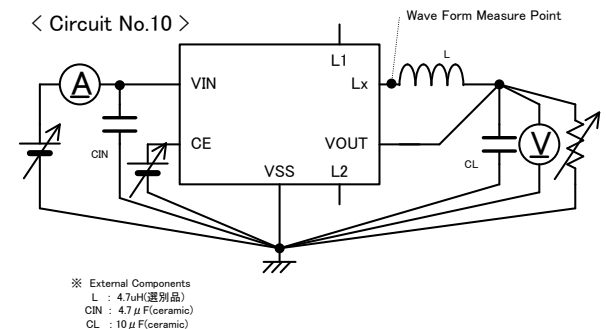 < Circuit No.10 >
Wave Form Measure Point
L1
L
A
VIN
Lx
CIN
CE
VOUT
CL
V
VSS
L2
※ External Components
L : 4.7uH(選別品)
CIN : 4.7μF(ceramic)
CL : 10μF(ceramic)